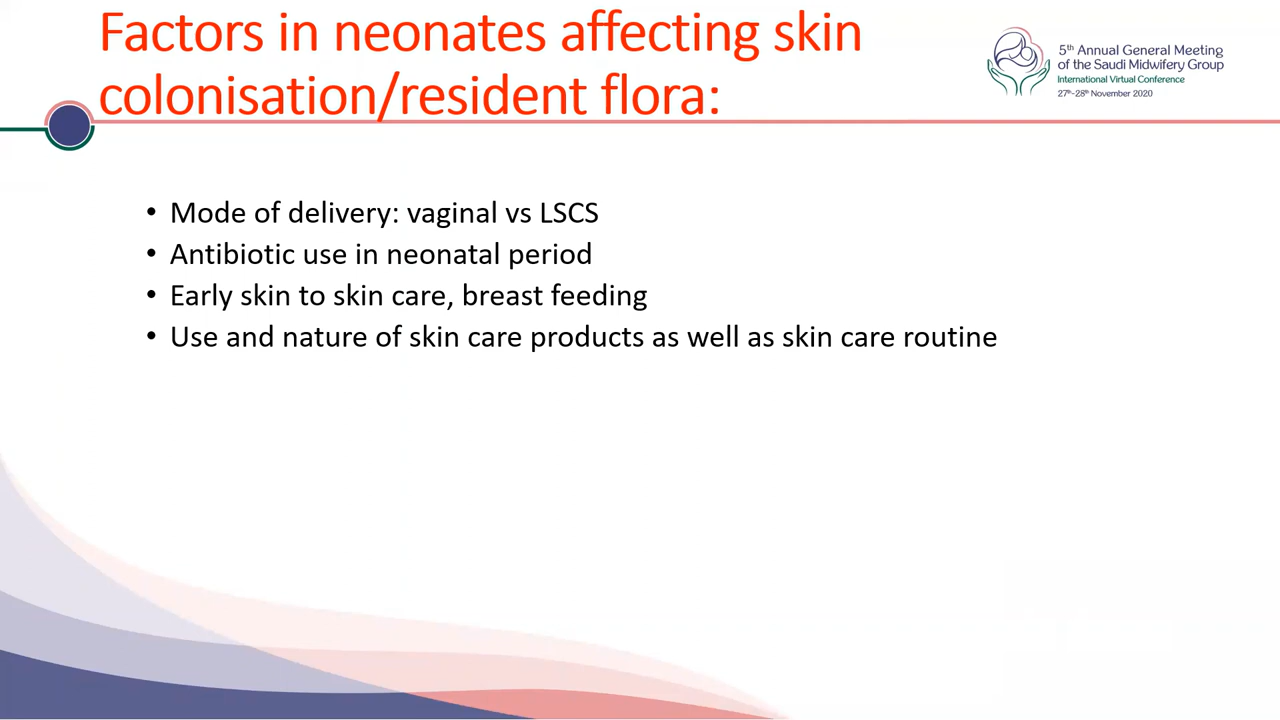 Factors in neonates affecting skin
colonisation/resident flora:
5th Annual General Meeting
of the Saudi Midwifery Group
International Virtual Conference
27th-28th November 2020
• Mode of delivery: vaginal vs LSCS
• Antibiotic use in neonatal period
• Early skin to skin care, breast feeding
• Use and nature of skin care products as well as skin care routine